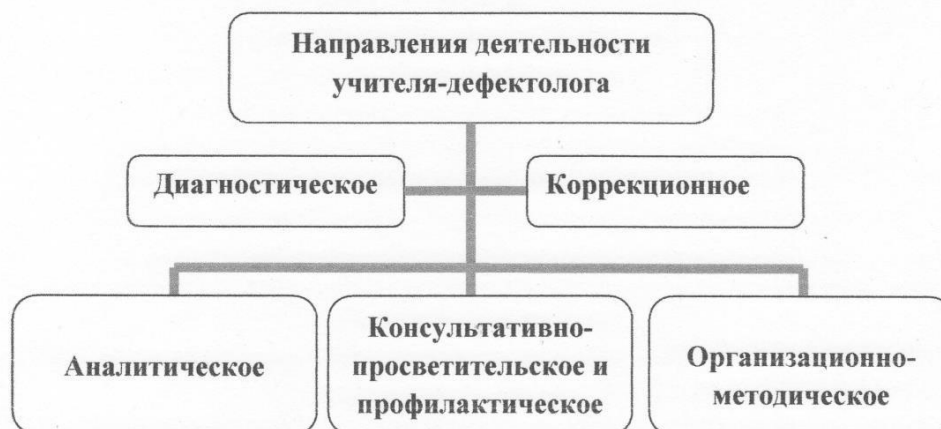 Направления деятельности
учителя-дефектолога
Диагностическое
Коррекционное
Аналитическое
Консультативно-
просветительское и
профилактическое
Организационно-
методическое